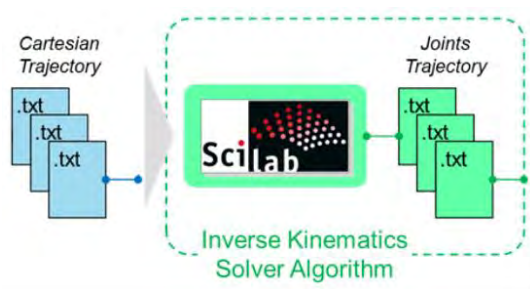 Cartesian
Trajectory
.txt
.txt
.txt
Scilab
Joints
Trajectory
.txt
.txt
.txt
Inverse Kinematics
Solver Algorithm